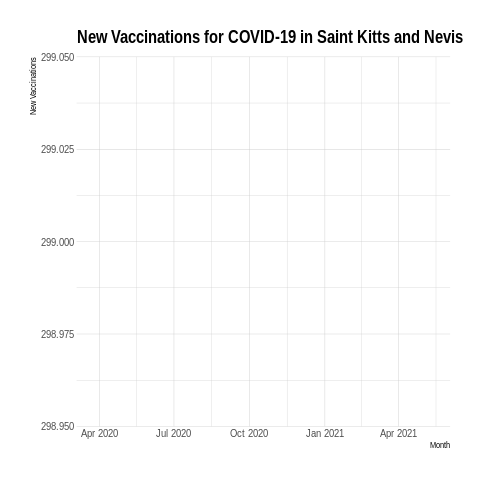 New Vaccinations for COVID-19 in Saint Kitts and Nevis
New Vaccinations
299.050
299.025
299.000
298.975
298.950
Apr 2020 Jul 2020 Oct 2020 Jan 2021 Apr 2021
Month